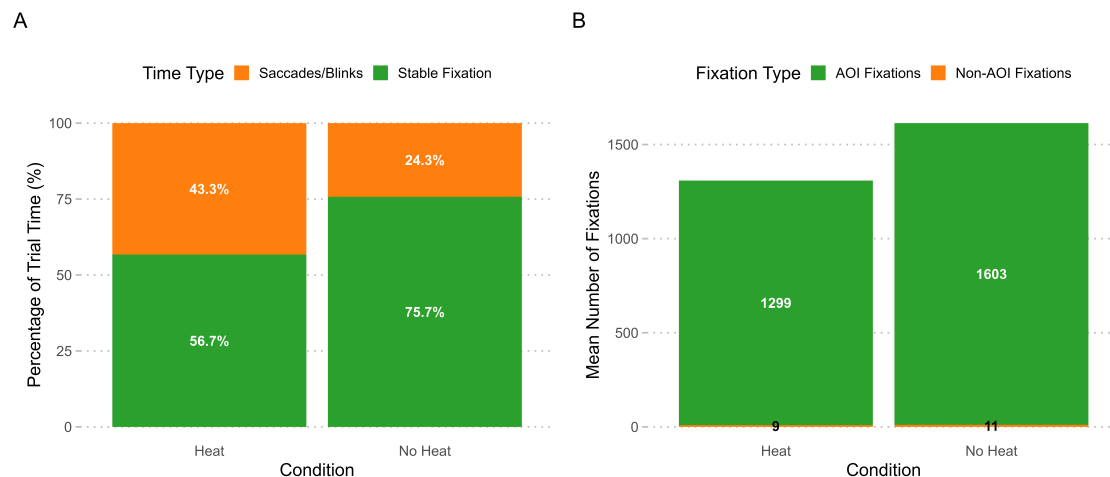 A
Time Type Saccades/Blinks Stable Fixation
Percentage of Trial Time (%)
100
75
50
25
0
43.3%
56.7%
24.3%
75.7%
Heat
No Heat
Condition
B
Fixation Type AOI Fixations Non-AOI Fixations
Mean Number of Fixations
1500
1000
500
0
1299
9
1603
11
Heat
No Heat
Condition